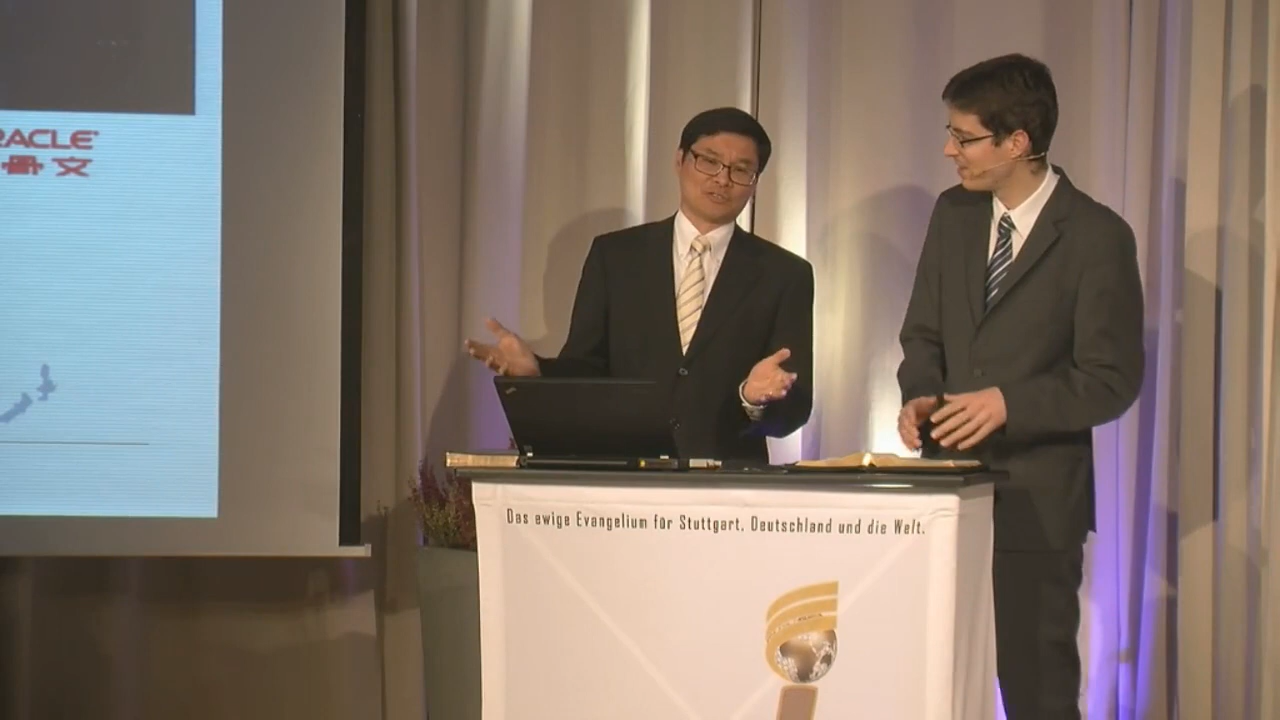 RACLE
文
Das ewige Evangelium für Stuttgart, Deutschland und die Welt.